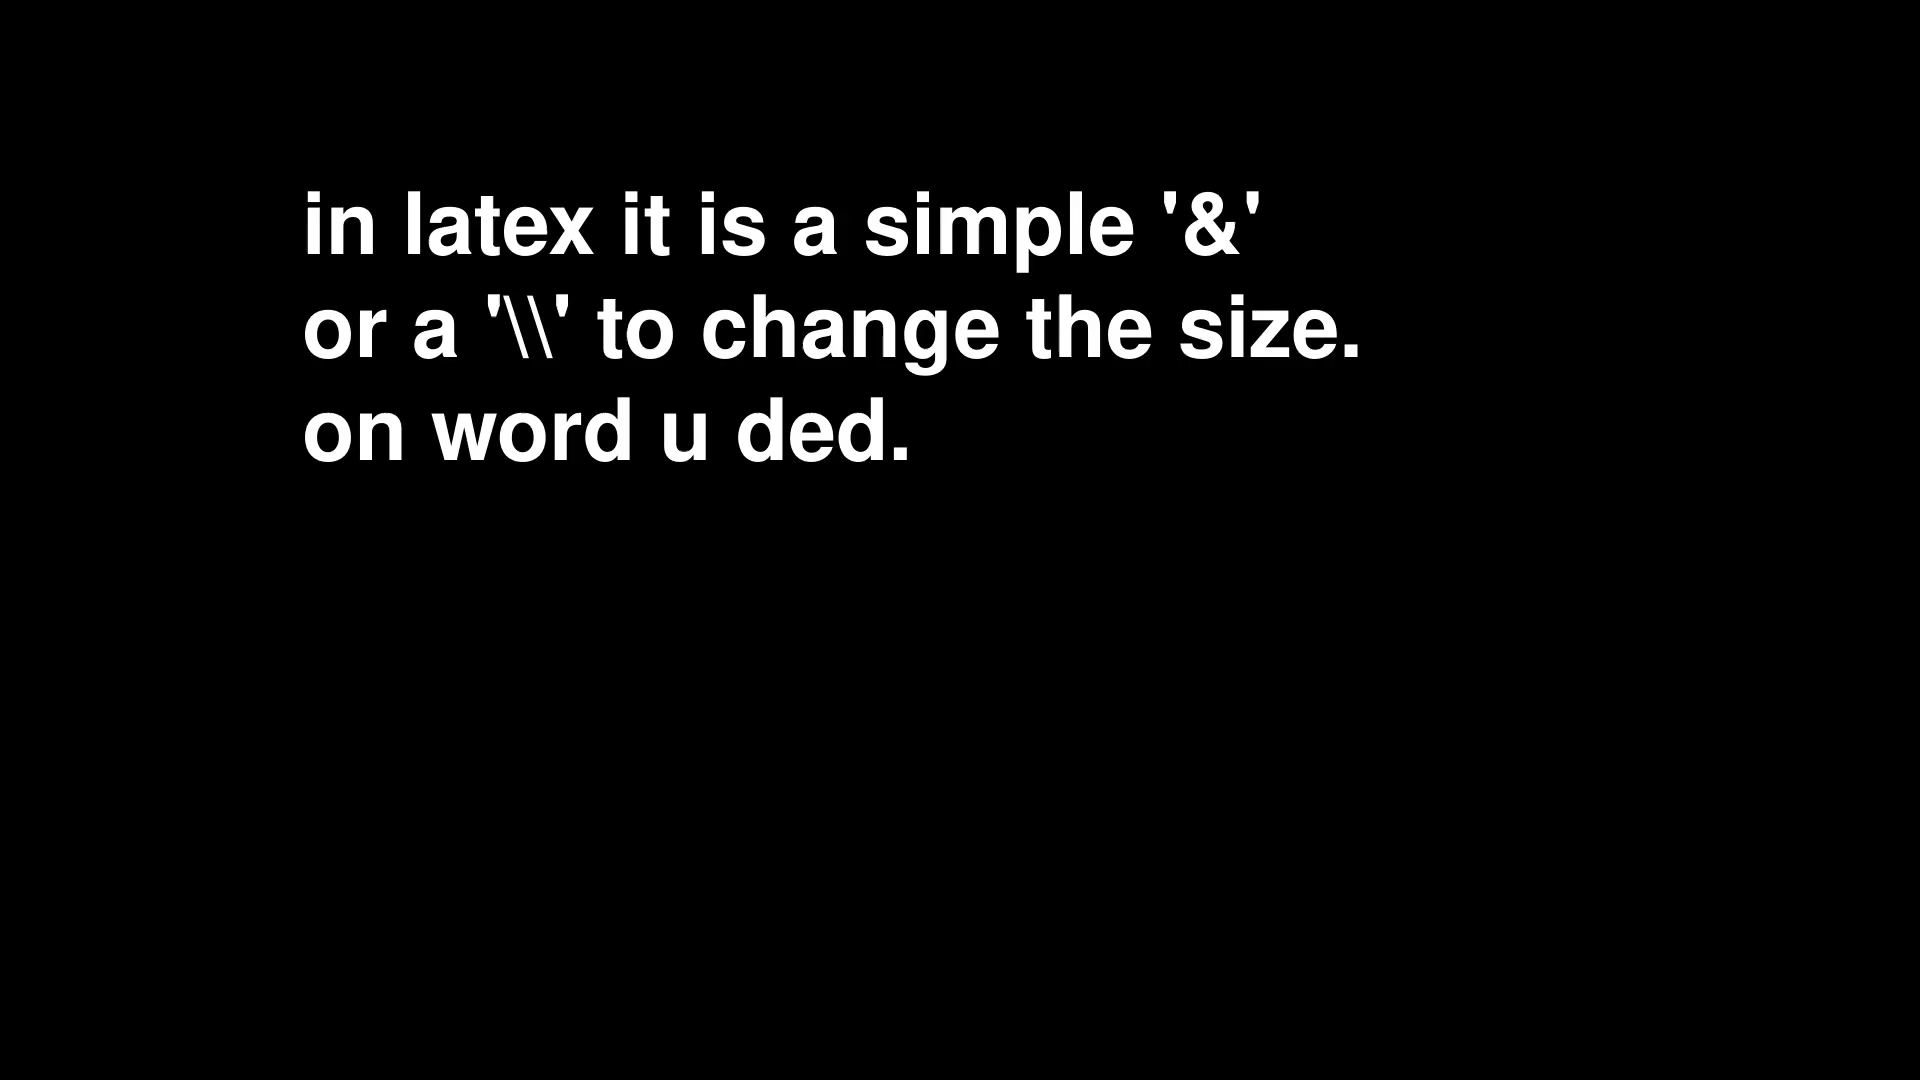 in latex it is a simple '&'
or a '\\' to change the size.
on word u ded.